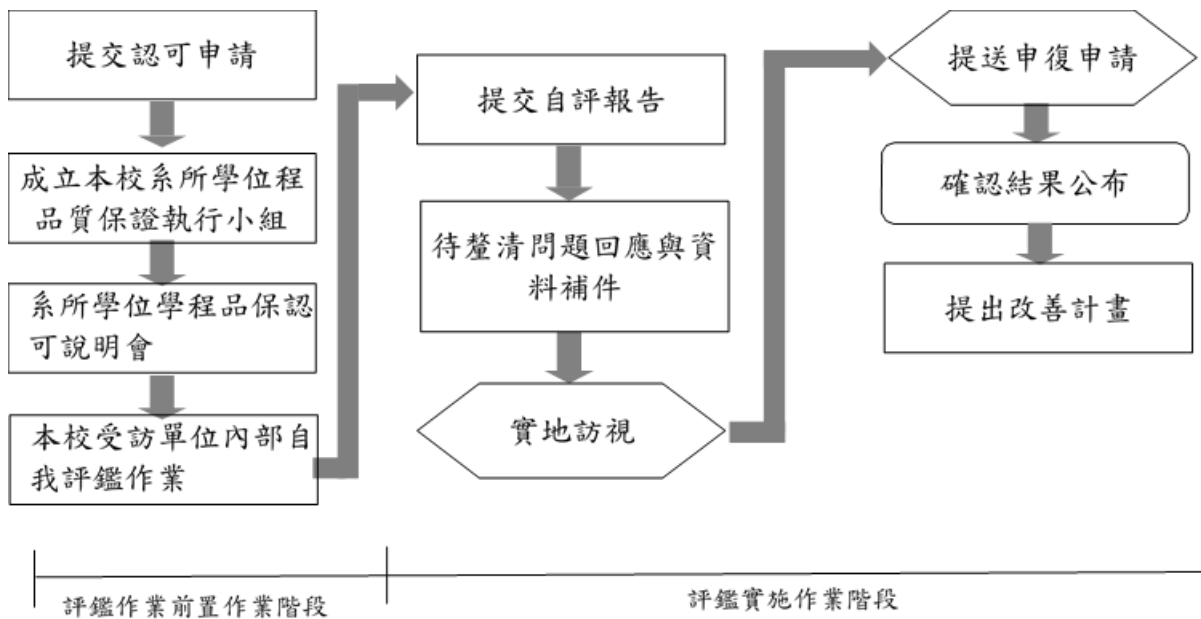 提交認可申請
成立本校系所學位程
品質保證執行小組
系所學位學程品保認
可說明會
本校受訪單位內部自
我評鑑作業
提交自評報告
待釐清問題回應與資
料補件
實地訪視
提送申復申請
確認結果公布
提出改善計畫
評鑑作業前置作業階段
評鑑實施作業階段